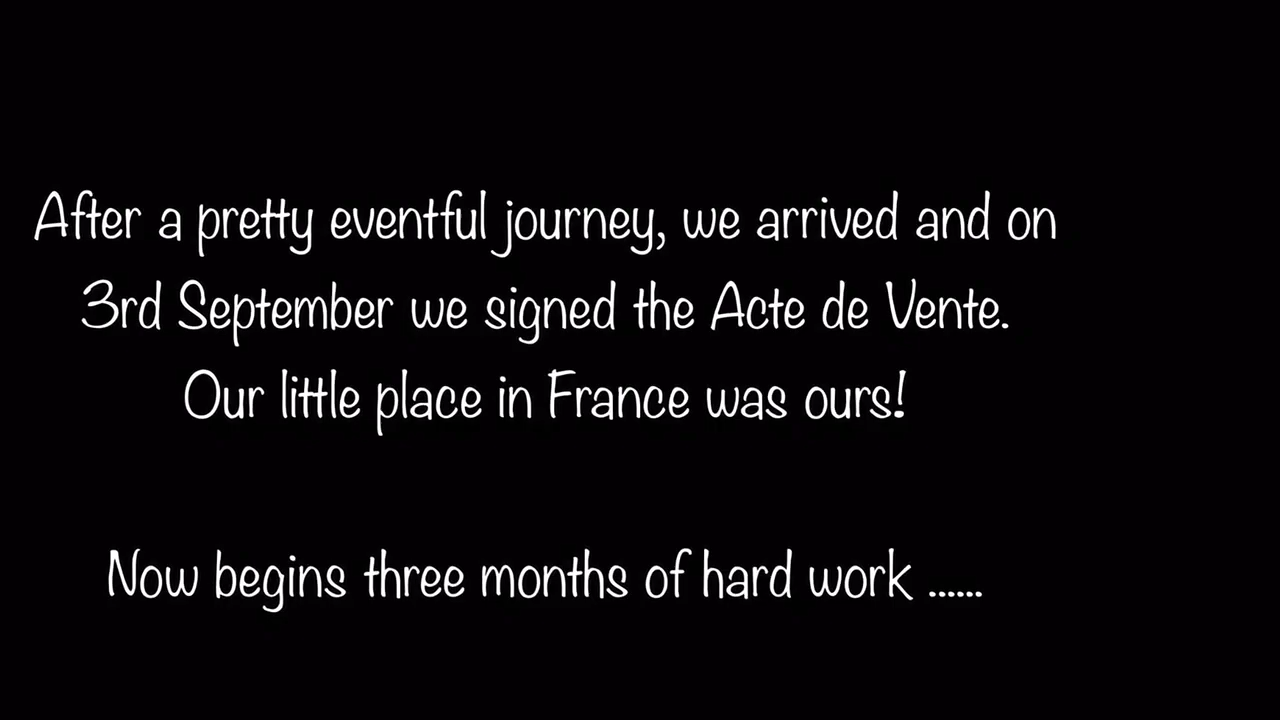 After a pretty eventful journey, we arrived and on
3rd September we signed the Acte de Vente.
Our little place in France was ours!
Now begins three months of hard work ......